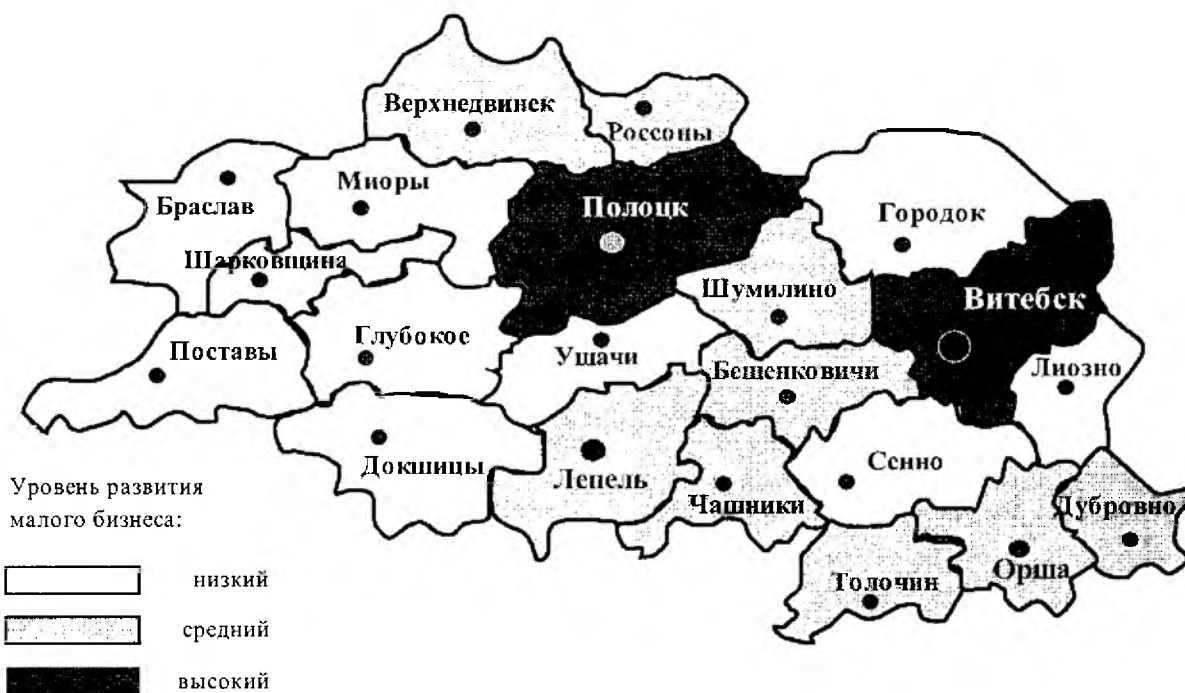 Верхнедвинск
Россоны
Миоры
Браслав
Полоцк
Городок
Шарковщина
Шумилино
Витебск
Глубокое
Поставы
Ушачи
Бешенковичи
Лиозно
Докшицы
Лепель
Сенно
Чашники
Дубровно
Орша
Толочин
Уровень развития
малого бизнеса:
низкий
средний
высокий